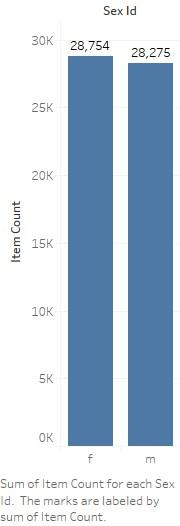 Sex Id
30K
28,754
28,275
25K
20K
15K
10K
5K
0K
Item Count
f
m
Sum of Item Count for each Sex
Id. The marks are labeled by
sum of Item Count.